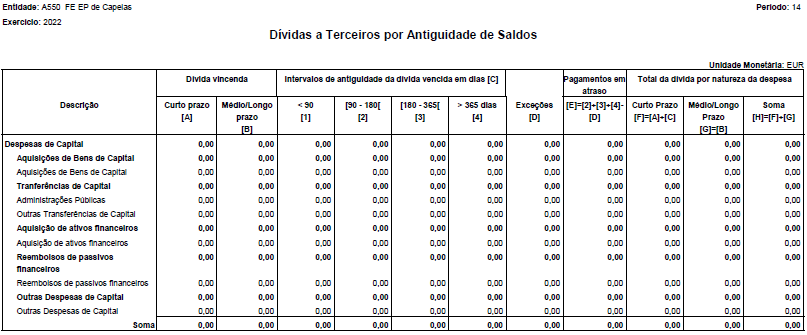 Entidade: A550 FE EP de Capelas Período: 14
Exercício: 2022
Dívidas a Terceiros por Antiguidade de Saldos
Unidade Monetária: EUR
Dívida vincenda Intervalos de antiguidade da dívida vencida em dias [C] Pagamentos em atraso Total da dívida por natureza da despesa
Descrição Curto prazo [A] Médio/Longo prazo [B] < 90 [1] [90 - 180[ [2] [180 - 365[ [3] > 365 dias [4] Exceções [D] [E]=[2]+[3]+[4]-[D] Curto Prazo [F]=[A]+[C] Médio/Longo Prazo [G]=[B] Soma [H]=[F]+[G]
Despesas de Capital 0,00 0,00 0,00 0,00 0,00 0,00 0,00 0,00 0,00 0,00 0,00
Aquisições de Bens de Capital 0,00 0,00 0,00 0,00 0,00 0,00 0,00 0,00 0,00 0,00 0,00
Aquisições de Bens de Capital 0,00 0,00 0,00 0,00 0,00 0,00 0,00 0,00 0,00 0,00 0,00
Tranferências de Capital 0,00 0,00 0,00 0,00 0,00 0,00 0,00 0,00 0,00 0,00 0,00
Administrações Públicas 0,00 0,00 0,00 0,00 0,00 0,00 0,00 0,00 0,00 0,00 0,00
Outras Transferências de Capital 0,00 0,00 0,00 0,00 0,00 0,00 0,00 0,00 0,00 0,00 0,00
Aquisição de ativos financeiros 0,00 0,00 0,00 0,00 0,00 0,00 0,00 0,00 0,00 0,00 0,00
Aquisição de ativos financeiros 0,00 0,00 0,00 0,00 0,00 0,00 0,00 0,00 0,00 0,00 0,00
Reembolsos de passivos 0,00 0,00 0,00 0,00 0,00 0,00 0,00 0,00 0,00 0,00 0,00
financeiros
Reembolsos de passivos financeiros 0,00 0,00 0,00 0,00 0,00 0,00 0,00 0,00 0,00 0,00 0,00
Outras Despesas de Capital 0,00 0,00 0,00 0,00 0,00 0,00 0,00 0,00 0,00 0,00 0,00
Outras Despesas de Capital 0,00 0,00 0,00 0,00 0,00 0,00 0,00 0,00 0,00 0,00 0,00
Soma 0,00 0,00 0,00 0,00 0,00 0,00 0,00 0,00 0,00 0,00 0,00